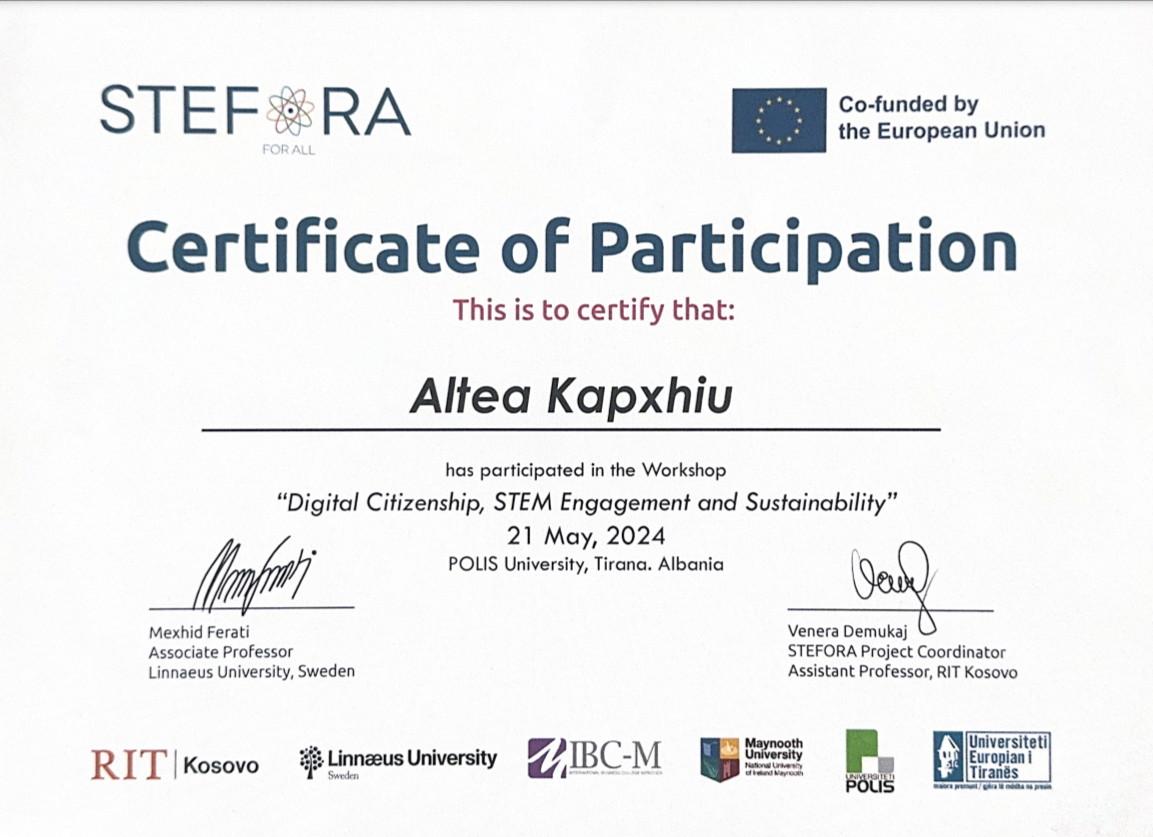 STEFORA
FOR ALL
Co-funded by
the European Union
Certificate of Participation
This is to certify that:
Altea Kapxhiu
has participated in the Workshop
“Digital Citizenship, STEM Engagement and Sustainability”
21 May, 2024
POLIS University, Tirana. Albania
Mexhid Ferati
Associate Professor
Linnaeus University, Sweden
Venera Demukaj
STEFORA Project Coordinator
Assistant Professor, RIT Kosovo
RIT | Kosovo
Linnæus University
Sweden
IBC-M
INTERNATIONAL BUSINESS COLLEGE MITROVICA
Maynooth
University
National University
of Ireland Maynooth
UNIVERSITETI
POLIS
Universiteti
Europian i
Tiranës